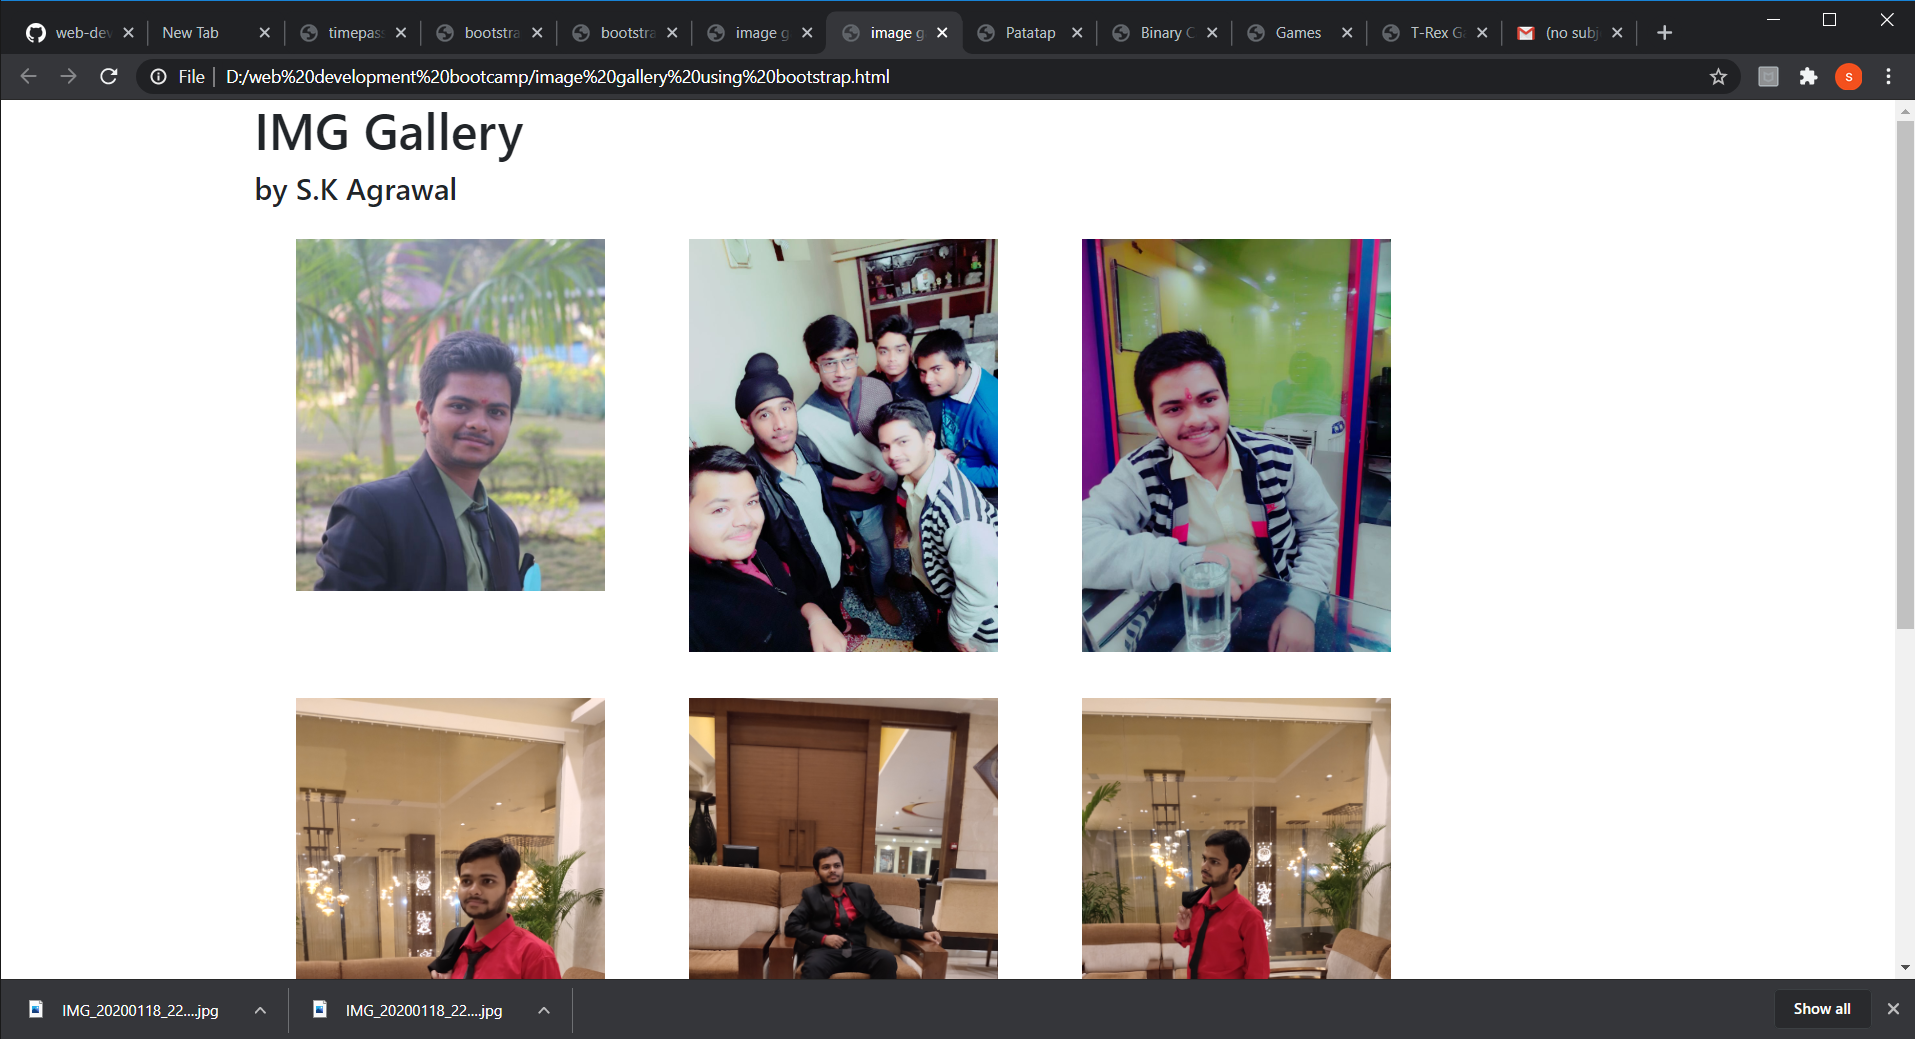 web-dev
New Tab
timepas
bootstra
bootstra
image g
image g
Patatap
Binary C
Games
T-Rex G
(no subj
File
D:/web%20development%20bootcamp/image%20gallery%20using%20bootstrap.html
s
IMG Gallery
by S.K Agrawal
IMG_20200118_22....jpg
IMG_20200118_22....jpg
Show all